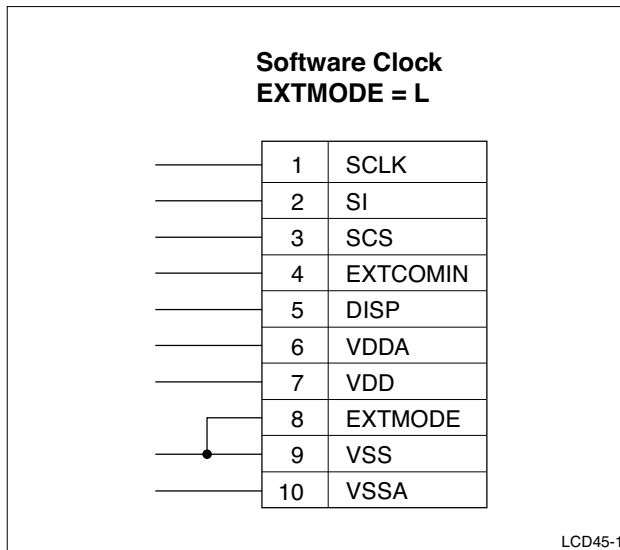 Software Clock
EXTMODE = L
1 SCLK
2 SI
3 SCS
4 EXTCOMIN
5 DISP
6 VDDA
7 VDD
8 EXTMODE
9 VSS
10 VSSA
LCD45-1